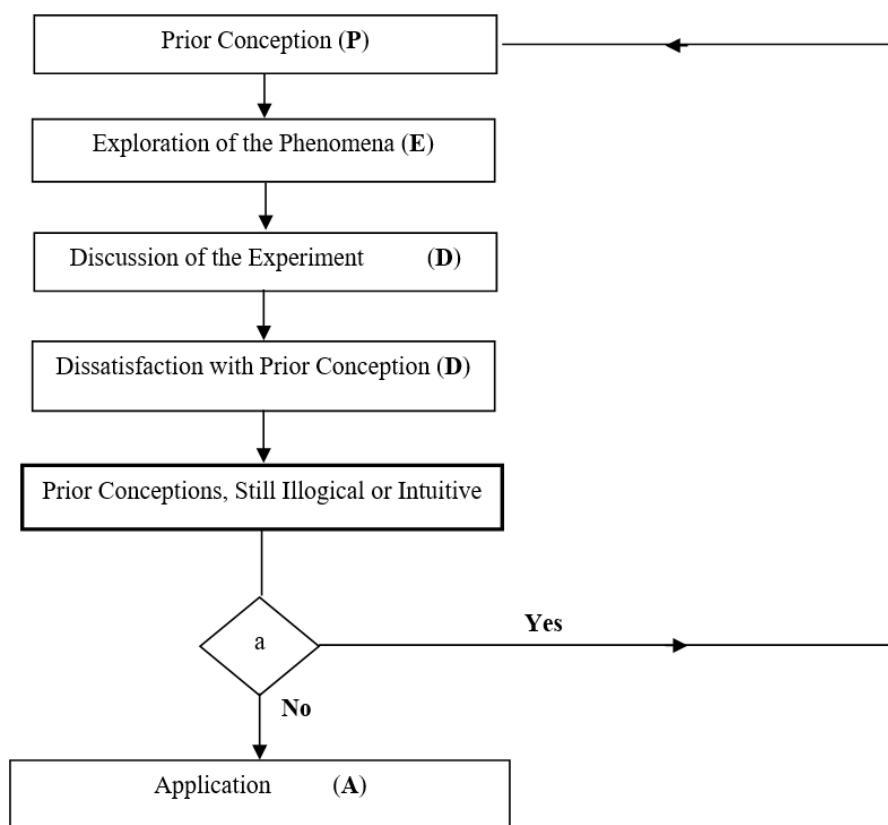 Prior Conception (P)
Exploration of the Phenomena (E)
Discussion of the Experiment (D)
Dissatisfaction with Prior Conception (D)
Prior Conceptions, Still Illogical or Intuitive
a
Yes
No
Application (A)